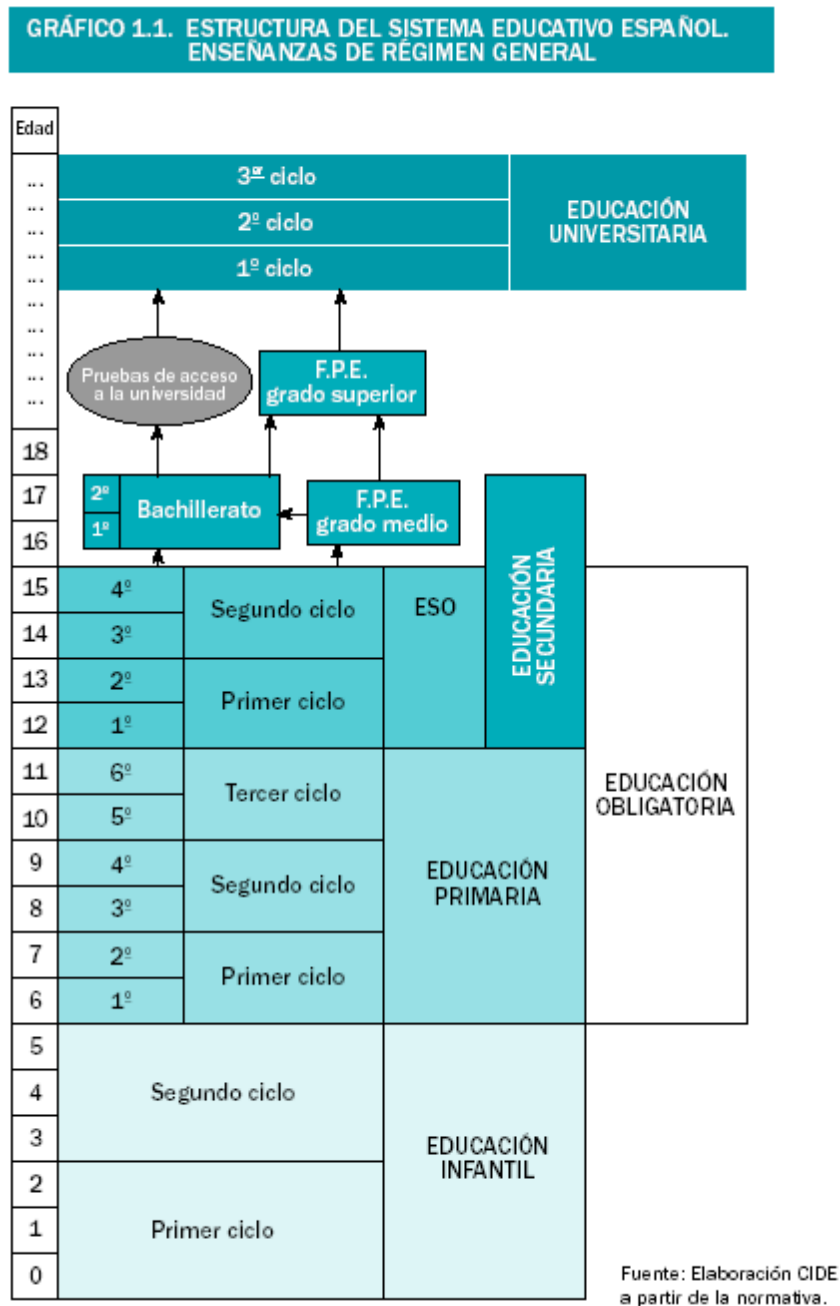 GRÁFICO 1.1. ESTRUCTURA DEL SISTEMA EDUCATIVO ESPAÑOL.
ENSEÑANZAS DE RÉGIMEN GENERAL
Edad
...
...
...
...
...
...
...
...
...
...
3er ciclo
2º ciclo
1º ciclo
EDUCACIÓN
UNIVERSITARIA
Pruebas de acceso
a la universidad
F.P.E.
grado superior
18
17
16
2º
1º
Bachillerato
F.P.E.
grado medio
EDUCACIÓN
SECUNDARIA
15
4º
Segundo ciclo
ESO
14
3º
13
2º
Primer ciclo
12
1º
11
6º
Tercer ciclo
10
5º
EDUCACIÓN
OBLIGATORIA
9
4º
Segundo ciclo
8
3º
EDUCACIÓN
PRIMARIA
7
2º
Primer ciclo
6
1º
5
4
Segundo ciclo
3
EDUCACIÓN
INFANTIL
2
1
Primer ciclo
0
Fuente: Elaboración CIDE
a partir de la normativa.